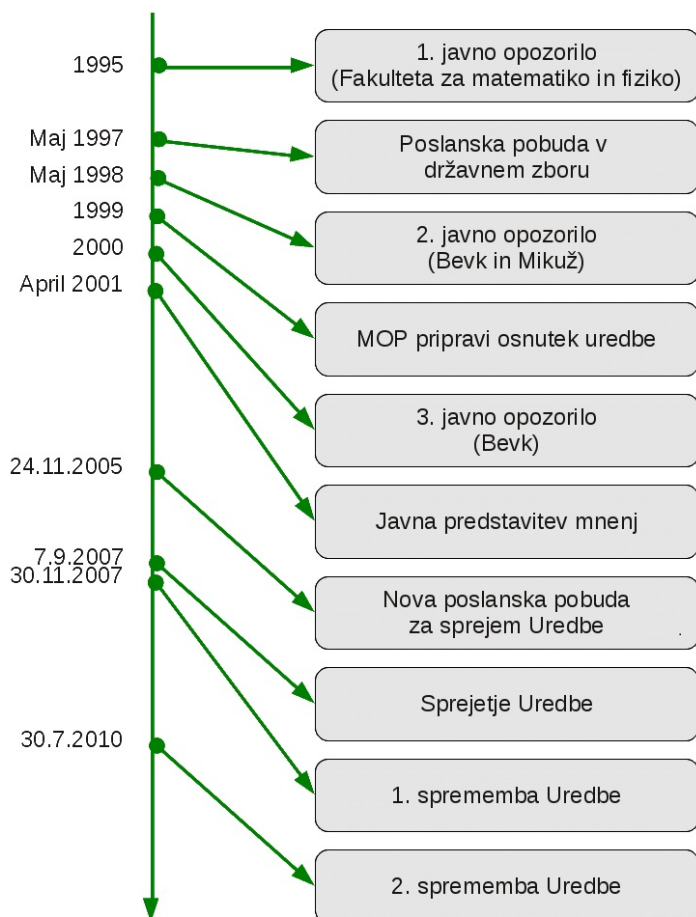 1995
1. javno opozorilo
(Fakulteta za matematiko in fiziko)
Maj 1997
Poslanska pobuda v
državnem zboru
Maj 1998
2. javno opozorilo
(Bevk in Mikuž)
1999
MOP pripravi osnutek uredbe
2000
3. javno opozorilo
(Bevk)
April 2001
Javna predstavitev mnenj
24.11.2005
Nova poslanska pobuda
za sprejem Uredbe
7.9.2007
Sprejetje Uredbe
30.11.2007
1. sprememba Uredbe
30.7.2010
2. sprememba Uredbe